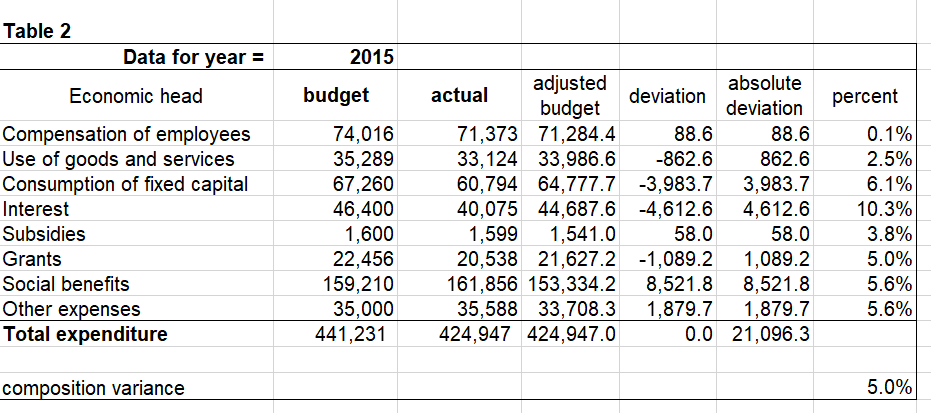 Table 2
Data for year = 2015
Economic head budget actual adjusted budget deviation absolute deviation percent
Compensation of employees 74,016 71,373 71,284.4 88.6 88.6 0.1%
Use of goods and services 35,289 33,124 33,986.6 -862.6 862.6 2.5%
Consumption of fixed capital 67,260 60,794 64,777.7 -3,983.7 3,983.7 6.1%
Interest 46,400 40,075 44,687.6 -4,612.6 4,612.6 10.3%
Subsidies 1,600 1,599 1,541.0 58.0 58.0 3.8%
Grants 22,456 20,538 21,627.2 -1,089.2 1,089.2 5.0%
Social benefits 159,210 161,856 153,334.2 8,521.8 8,521.8 5.6%
Other expenses 35,000 35,588 33,708.3 1,879.7 1,879.7 5.6%
Total expenditure 441,231 424,947 424,947.0 0.0 21,096.3
composition variance 5.0%